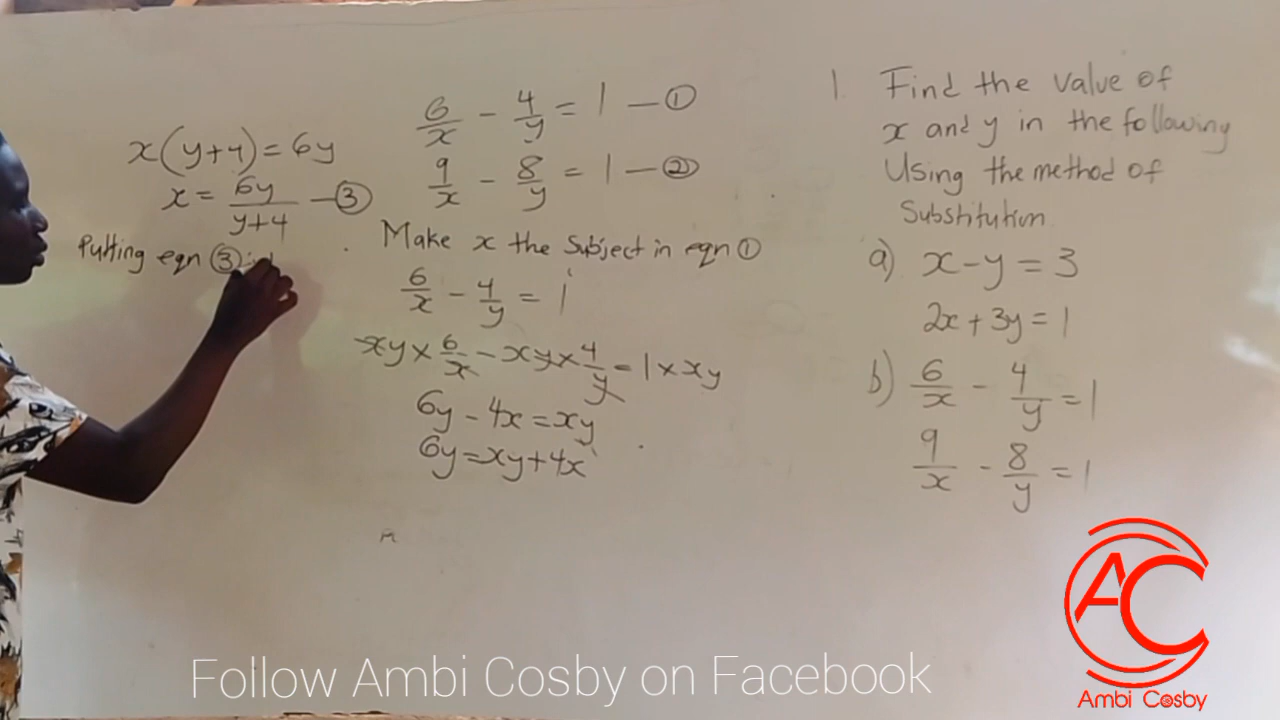 1 Find the value of
x and y in the following
Using the method of
Substitution
a) x - y = 3
2x + 3y = 1
b) 6/x - 4/y = 1
9/x - 8/y = 1
6/x - 4/y = 1 — ①
9/x - 8/y = 1 — ②
Make x the Subject in eqn ①
6/x - 4/y = 1
xy × 6/x - xy × 4/y = 1 × xy
6y - 4x = xy
6y = xy + 4x
x(y+4) = 6y
x = 6y/y+4 — ③
Putting eqn ③
Follow Ambi Cosby on Facebook
AC
Ambi Cosby